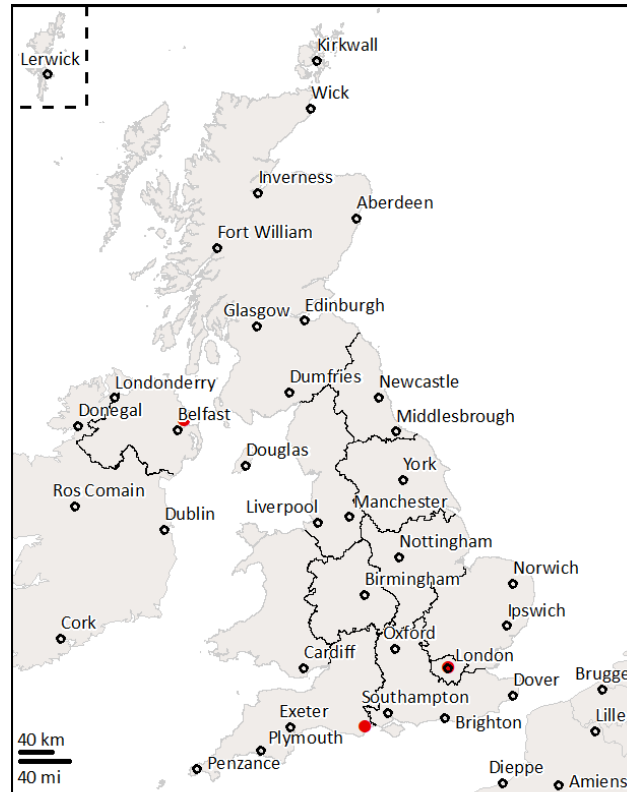 Kirkwall
Lerwick
Wick
Inverness
Aberdeen
Fort William
Glasgow
Edinburgh
Londonderry
Dumfries
Newcastle
Donegal
Belfast
Middlesbrough
Douglas
York
Ros Comain
Liverpool
Manchester
Dublin
Nottingham
Birmingham
Norwich
Ipswich
Cork
Oxford
Cardiff
London
Brugge
Dover
Southampton
Exeter
Brighton
Lille
Plymouth
40 km
Penzance
40 mi
Dieppe
Amiens